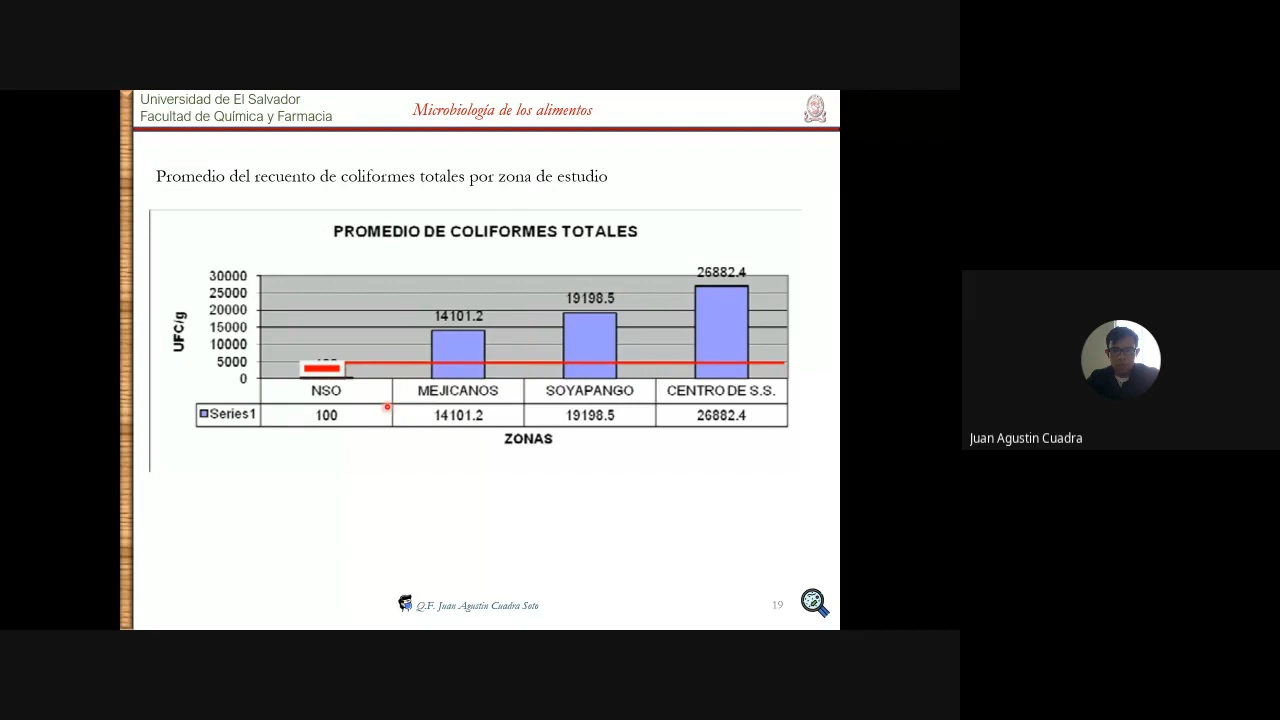 Universidad de El Salvador
Facultad de Química y Farmacia
Microbiología de los alimentos
Promedio del recuento de coliformes totales por zona de estudio
PROMEDIO DE COLIFORMES TOTALES
UFC/g
30000
25000
20000
15000
10000
5000
0
14101.2
19198.5
26882.4
NSO MEJICANOS SOYAPANGO CENTRO DE S.S.
Series1 100 14101.2 19198.5 26882.4
ZONAS
Q.F. Juan Agustin Cuadra Soto
19
Juan Agustin Cuadra